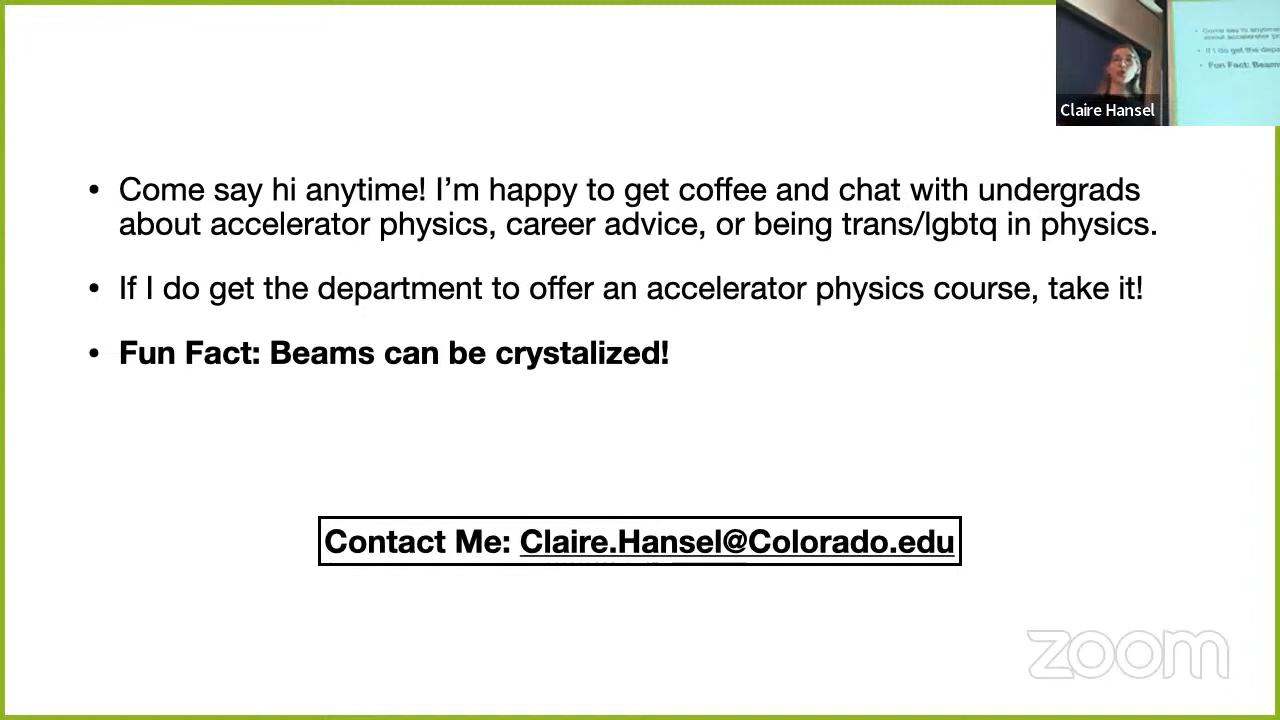 Claire Hansel
• Come say hi anytime! I'm happy to get coffee and chat with undergrads
about accelerator physics, career advice, or being trans/lgbtq in physics.
• If I do get the department to offer an accelerator physics course, take it!
• Fun Fact: Beams can be crystalized!
Contact Me: Claire.Hansel@Colorado.edu
zoom